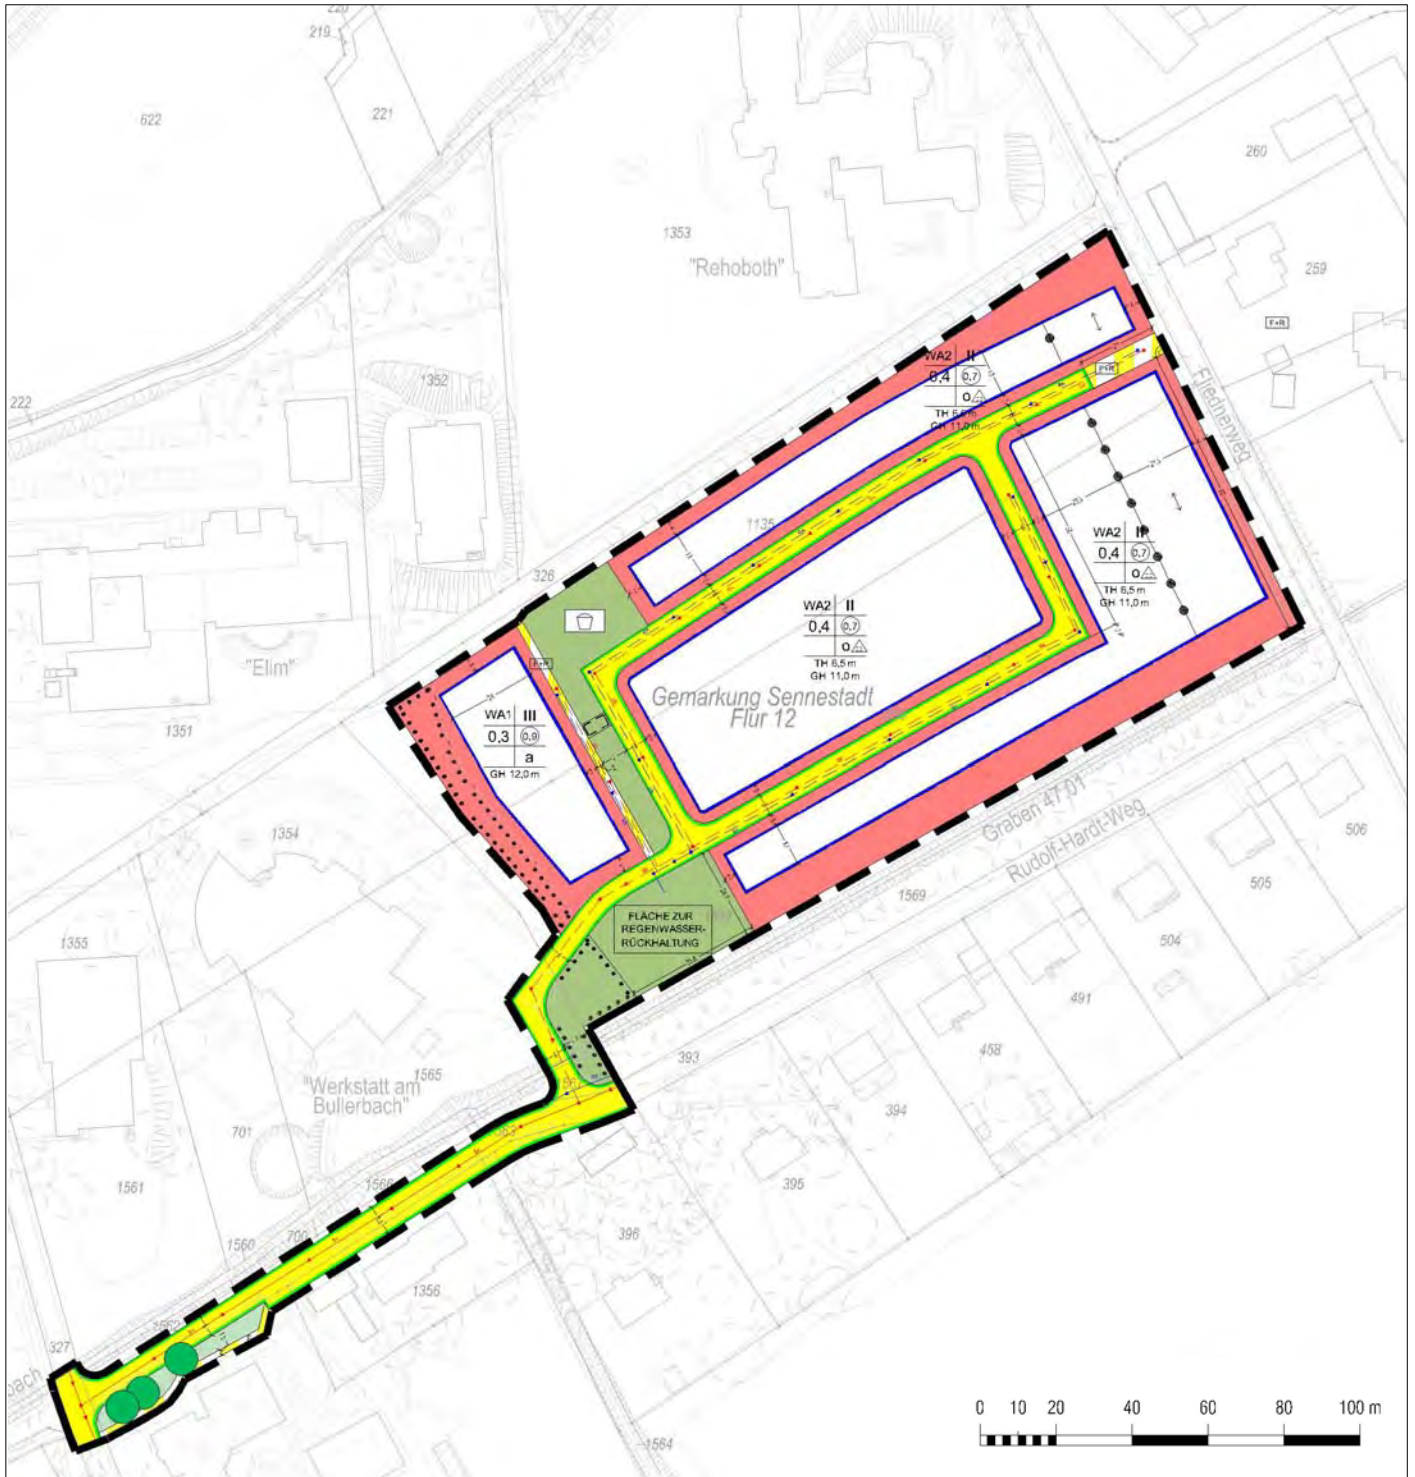 219
622
221
1353
"Rehoboth"
260
259
F+R
1352
222
Fliednerweg
WA2 II
0,4 0,7
o
TH 6,5 m
GH 11,0 m
F+R
1135
326
WA2 II
0,4 0,7
o
TH 6,5 m
GH 11,0 m
WA2 II
0,4 0,7
o
TH 6,5 m
GH 11,0 m
"Elim"
F+R
1351
Gemarkung Sennestadt
Flur 12
WA1 III
0,3 0,9
a
GH 12,0 m
Graben 47.01
Rudolf-Hardt-Weg
506
505
1569
504
491
458
1354
1355
FLÄCHE ZUR
REGENWASSER-
RÜCKHALTUNG
393
394
395
396
"Werkstatt am
Bullerbach"
1565
701
1561
1566
1560
700
1356
1562
327
bach
1564
0 10 20 40 60 80 100 m